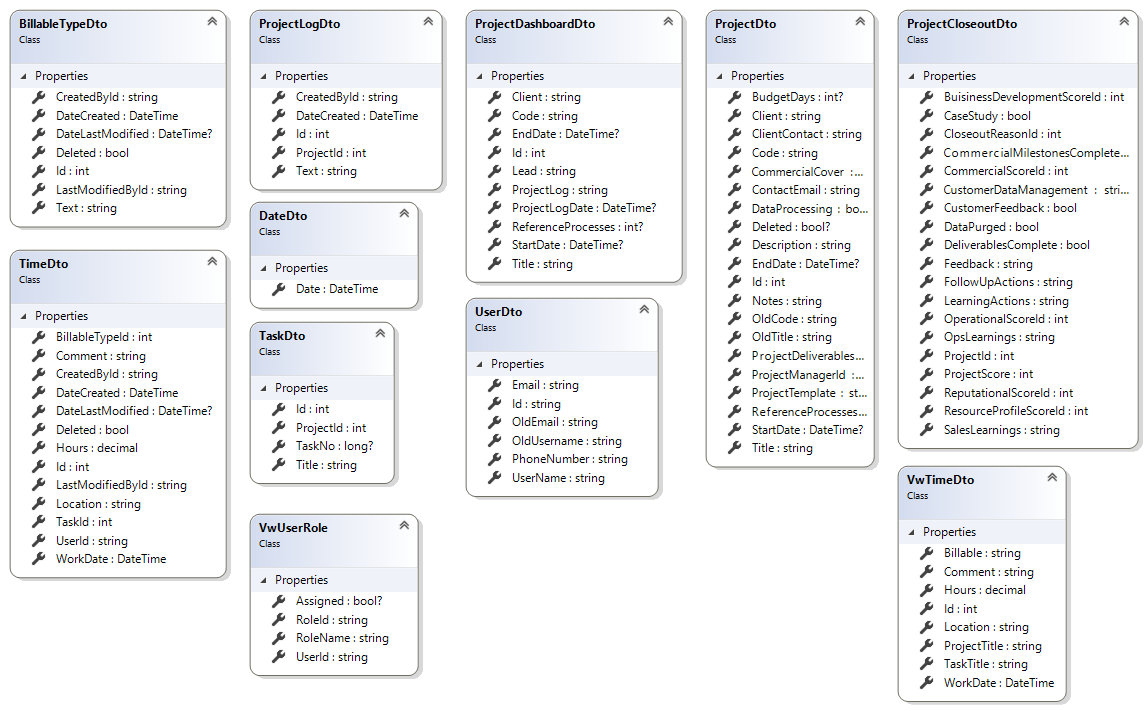 BillableTypeDto
Class
Properties
CreatedById : string
DateCreated : DateTime
DateLastModified : DateTime?
Deleted : bool
Id : int
LastModifiedById : string
Text : string
TimeDto
Class
Properties
BillableTypeId : int
Comment : string
CreatedById : string
DateCreated : DateTime
DateLastModified : DateTime?
Deleted : bool
Hours : decimal
Id : int
LastModifiedById : string
Location : string
TaskId : int
UserId : string
WorkDate : DateTime
ProjectLogDto
Class
Properties
CreatedById : string
DateCreated : DateTime
Id : int
ProjectId : int
Text : string
DateDto
Class
Properties
Date : DateTime
TaskDto
Class
Properties
Id : int
ProjectId : int
TaskNo : long?
Title : string
VwUserRole
Class
Properties
Assigned : bool?
RoleId : string
RoleName : string
UserId : string
ProjectDashboardDto
Class
Properties
Client : string
Code : string
EndDate : DateTime?
Id : int
Lead : string
ProjectLog : string
ProjectLogDate : DateTime?
ReferenceProcesses : int?
StartDate : DateTime?
Title : string
UserDto
Class
Properties
Email : string
Id : string
OldEmail : string
OldUsername : string
PhoneNumber : string
UserName : string
ProjectDto
Class
Properties
BudgetDays : int?
Client : string
ClientContact : string
Code : string
CommercialCover :...
ContactEmail : string
DataProcessing : bo...
Deleted : bool?
Description : string
EndDate : DateTime?
Id : int
Notes : string
OldCode : string
OldTitle : string
ProjectDeliverables...
ProjectManagerId :...
ProjectTemplate : st...
ReferenceProcesses...
StartDate : DateTime?
Title : string
ProjectCloseoutDto
Class
Properties
BuisinessDevelopmentScoreId : int
CaseStudy : bool
CloseoutReasonId : int
CommercialMilestonesComplete...
CommercialScoreId : int
CustomerDataManagement : stri...
CustomerFeedback : bool
DataPurged : bool
DeliverablesComplete : bool
Feedback : string
FollowUpActions : string
LearningActions : string
OperationalScoreId : int
OpsLearnings : string
ProjectId : int
ProjectScore : int
ReputationalScoreId : int
ResourceProfileScoreId : int
SalesLearnings : string
VwTimeDto
Class
Properties
Billable : string
Comment : string
Hours : decimal
Id : int
Location : string
ProjectTitle : string
TaskTitle : string
WorkDate : DateTime